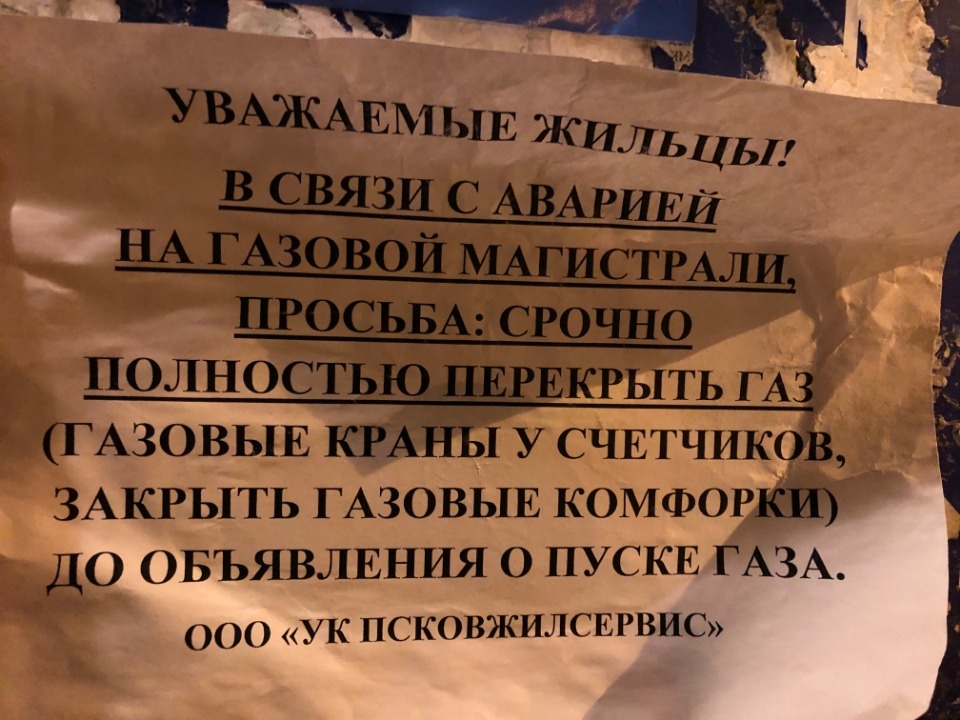 УВАЖАЕМЫЕ ЖИЛЬЦЫ!
В СВЯЗИ С АВАРИЕЙ
НА ГАЗОВОЙ МАГИСТРАЛИ,
ПРОСЬБА: СРОЧНО
ПОЛНОСТЬЮ ПЕРЕКРЫТЬ ГАЗ
(ГАЗОВЫЕ КРАНЫ У СЧЕТЧИКОВ,
ЗАКРЫТЬ ГАЗОВЫЕ КОМФОРКИ)
ДО ОБЪЯВЛЕНИЯ О ПУСКЕ ГАЗА.
ООО «УК ПСКОВЖИЛСЕРВИС»